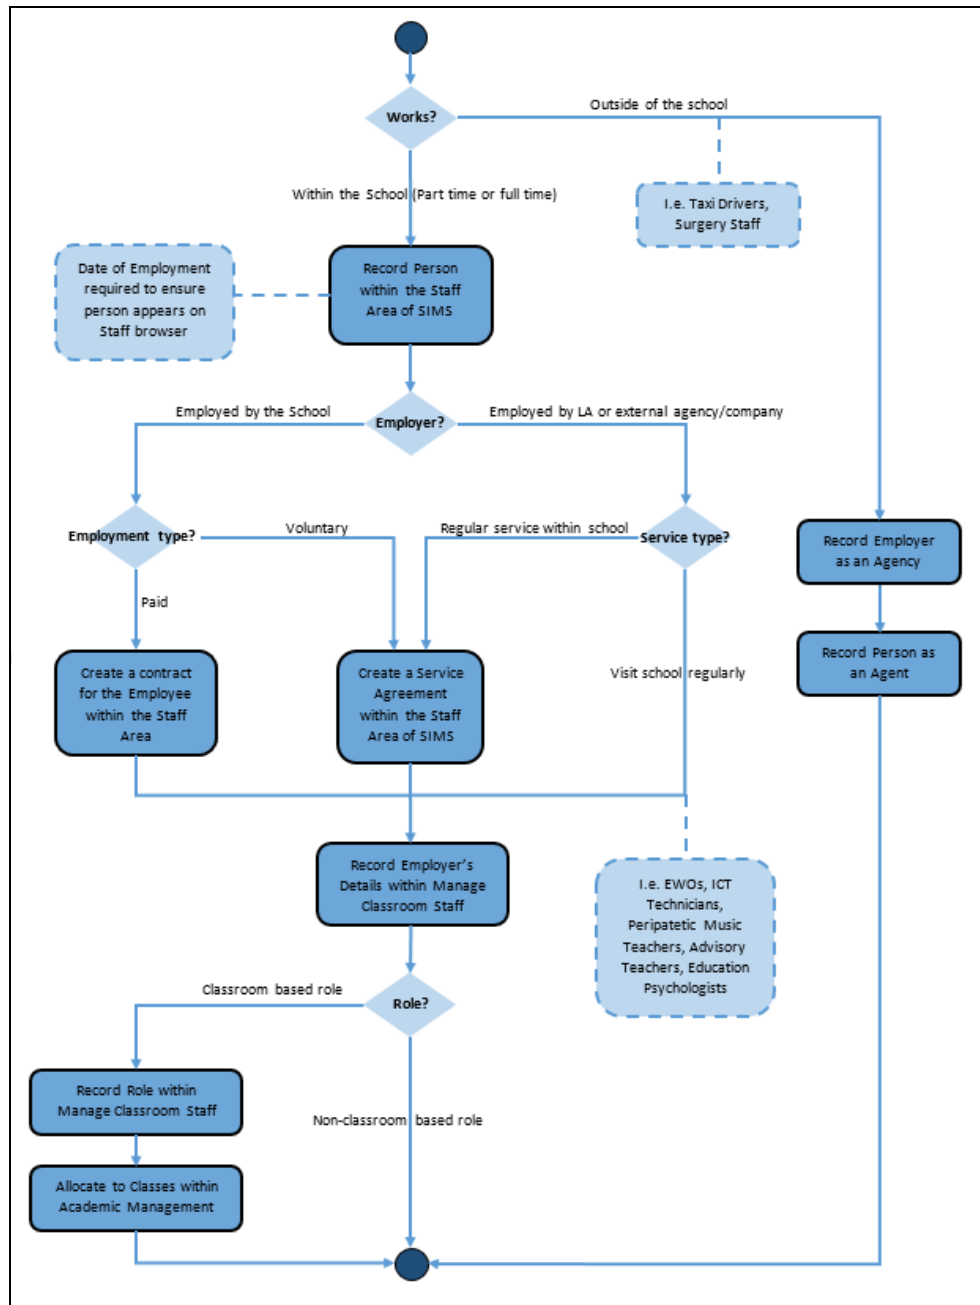 Works?
Outside of the school
Within the School (Part time or full time)
I.e. Taxi Drivers,
Surgery Staff
Date of Employment
required to ensure
person appears on
Staff browser
Record Person
within the Staff
Area of SIMS
Employed by the School
Employer?
Employed by LA or external agency/company
Employment type?
Voluntary
Regular service within school
Service type?
Record Employer
as an Agency
Paid
Create a contract
for the Employee
within the Staff
Area
Create a Service
Agreement
within the Staff
Area of SIMS
Visit school regularly
Record Person as
an Agent
Record Employer's
Details within Manage
Classroom Staff
I.e. EWOs, ICT
Technicians,
Peripatetic Music
Teachers, Advisory
Teachers, Education
Psychologists
Classroom based role
Role?
Record Role within
Manage Classroom Staff
Non-classroom based role
Allocate to Classes within
Academic Management